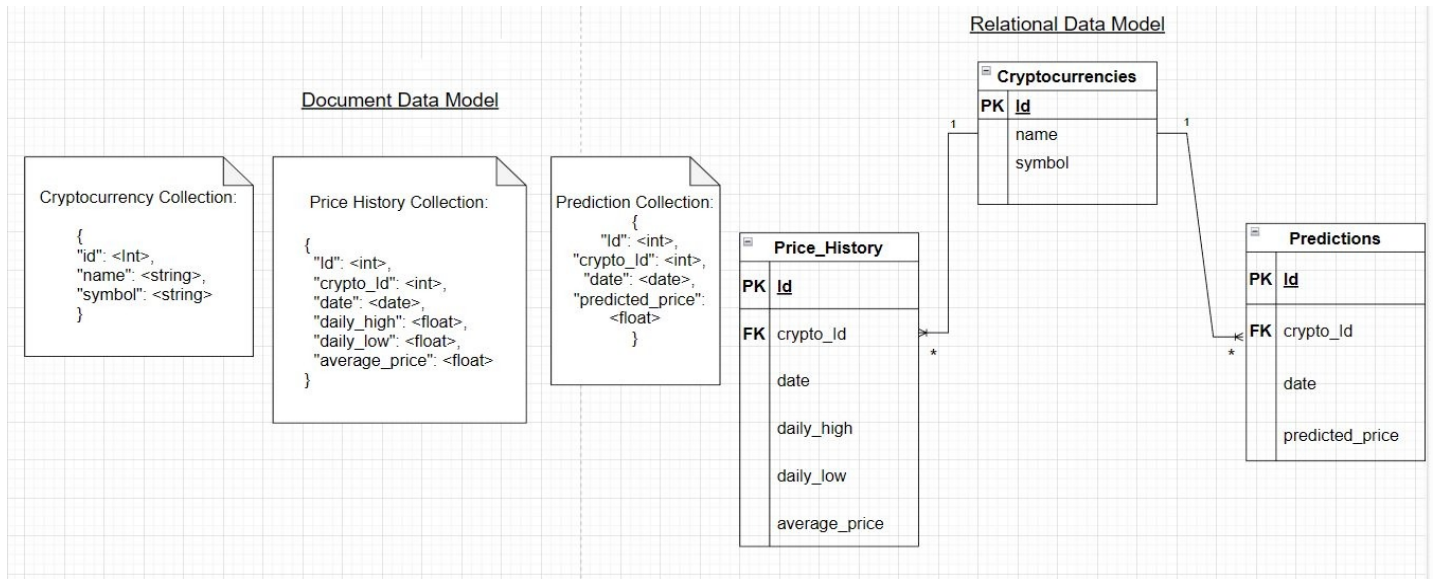 Document Data Model
Cryptocurrency Collection:
{
"id": <Int>,
"name": <string>,
"symbol": <string>
}
Price History Collection:
{
"Id": <int>,
"crypto_Id": <int>,
"date": <date>,
"daily_high": <float>,
"daily_low": <float>,
"average_price": <float>
}
Prediction Collection:
{
"Id": <int>,
"crypto_Id": <int>,
"date": <date>,
"predicted_price":
<float>
}
Relational Data Model
Cryptocurrencies
PK Id
name
symbol
1
1
Price_History
PK Id
FK crypto_Id
date
daily_high
daily_low
average_price
*
Predictions
PK Id
FK crypto_Id
date
predicted_price
*